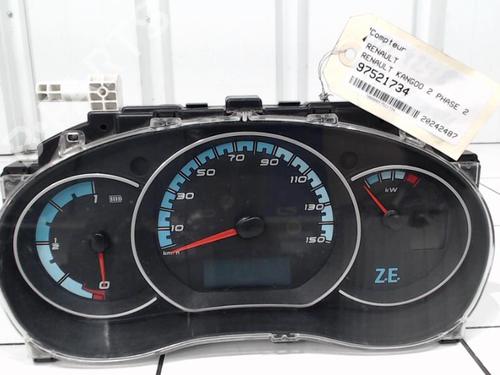 'Compteur
RENAULT
RENAULT KANGOO 2 PHASE 2
97521734
20242487
1
0
km/h
10
30
50
70
90
110
130
150
kW
Z.E.